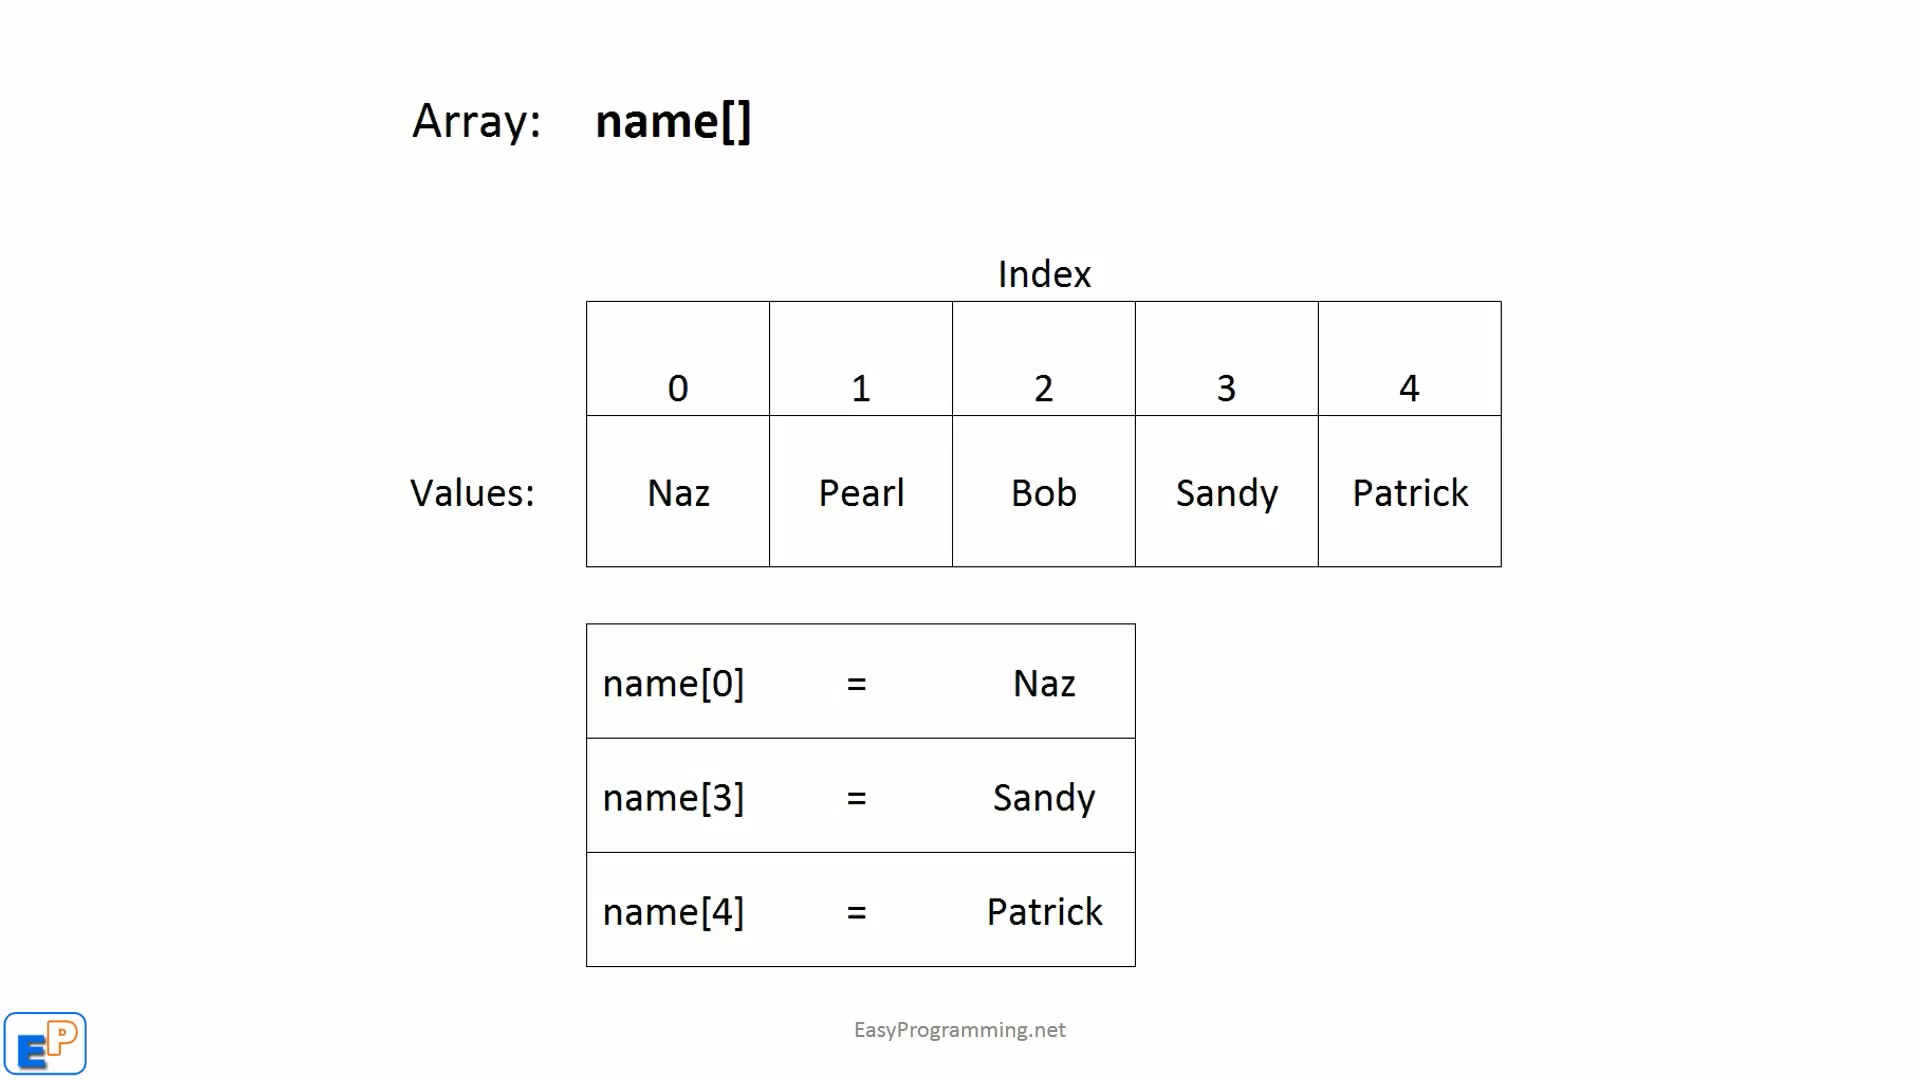 Array: name[]
Index
0 1 2 3 4
Values: Naz Pearl Bob Sandy Patrick
name[0] = Naz
name[3] = Sandy
name[4] = Patrick
EP
EasyProgramming.net